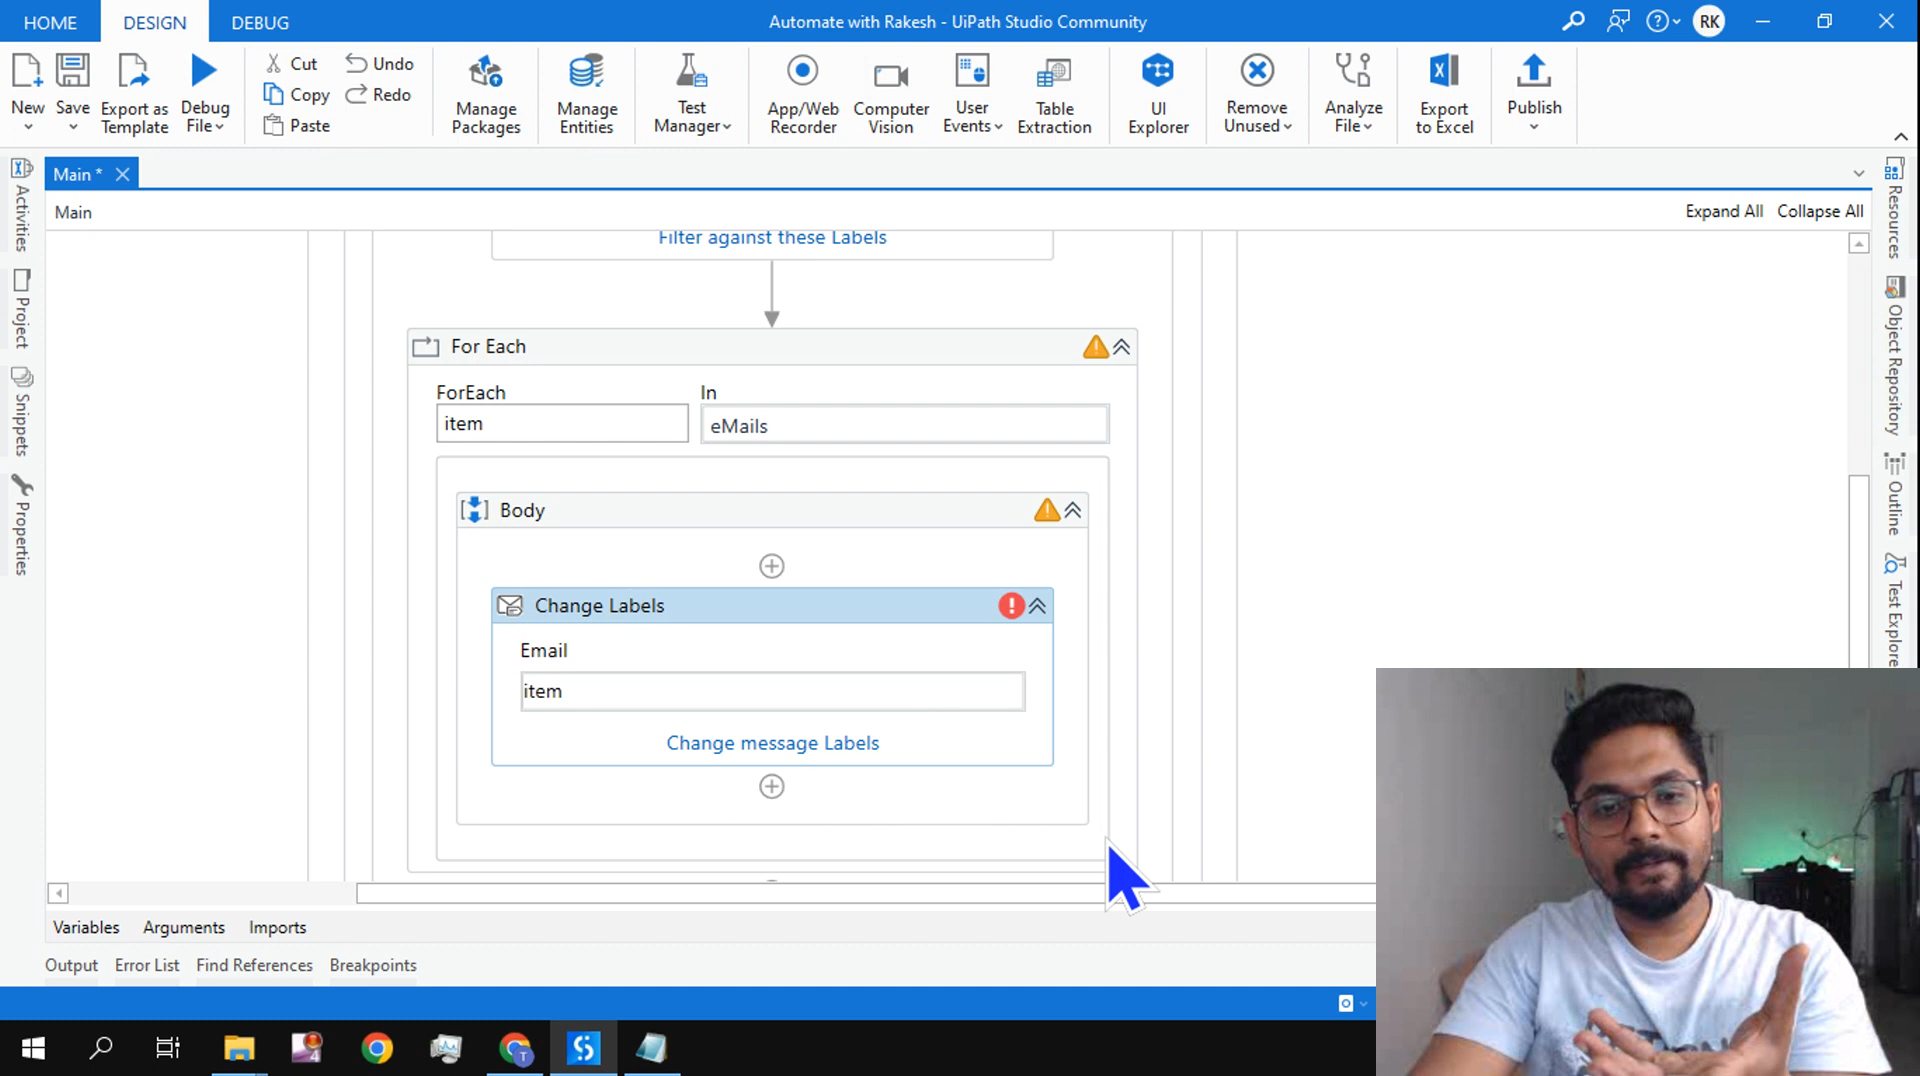 HOME DESIGN DEBUG Automate with Rakesh - UiPath Studio Community RK
New Save Export as Template Debug File Cut Copy Paste Undo Redo Manage Packages Manage Entities Test Manager App/Web Recorder Computer Vision User Events Table Extraction UI Explorer Remove Unused Analyze File Export to Excel Publish
Main *
Main Expand All Collapse All
Activities
Project
Snippets
Properties
Filter against these Labels
For Each
ForEach In
item eMails
Body
Change Labels
Email
item
Change message Labels
Resources
Object Repository
Outline
Test Explore
Variables Arguments Imports
Output Error List Find References Breakpoints
4 T